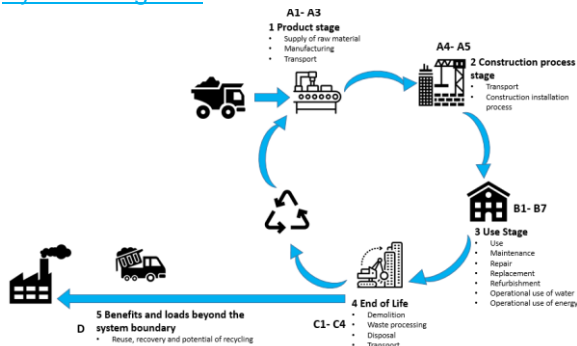 A1- A3
1 Product stage
• Supply of raw material
• Manufacturing
• Transport
A4- A5
2 Construction process
stage
• Transport
• Construction installation
process
B1- B7
3 Use Stage
• Use
• Maintenance
• Repair
• Replacement
• Refurbishment
• Operational use of water
• Operational use of energy
4 End of Life
• Demolition
• Waste processing
• Disposal
• Transport
C1- C4
5 Benefits and loads beyond the
system boundary
D
• Reuse, recovery and potential of recycling